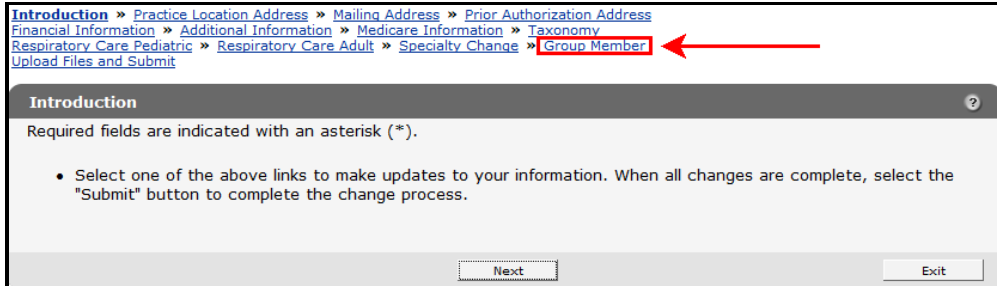 Introduction » Practice Location Address » Mailing Address » Prior Authorization Address
Financial Information » Additional Information » Medicare Information » Taxonomy
Respiratory Care Pediatric » Respiratory Care Adult » Specialty Change » Group Member
Upload Files and Submit
Introduction ?
Required fields are indicated with an asterisk (*).
• Select one of the above links to make updates to your information. When all changes are complete, select the
"Submit" button to complete the change process.
Next Exit